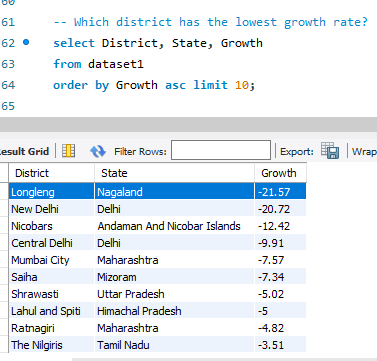 60
61 -- Which district has the lowest growth rate?
62 select District, State, Growth
63 from dataset1
64 order by Growth asc limit 10;
65
Result Grid Filter Rows: Export: Wrap
District State Growth
Longleng Nagaland -21.57
New Delhi Delhi -20.72
Nicobars Andaman And Nicobar Islands -12.42
Central Delhi Delhi -9.91
Mumbai City Maharashtra -7.57
Saiha Mizoram -7.34
Shrawasti Uttar Pradesh -5.02
Lahul and Spiti Himachal Pradesh -5
Ratnagiri Maharashtra -4.82
The Nilgiris Tamil Nadu -3.51